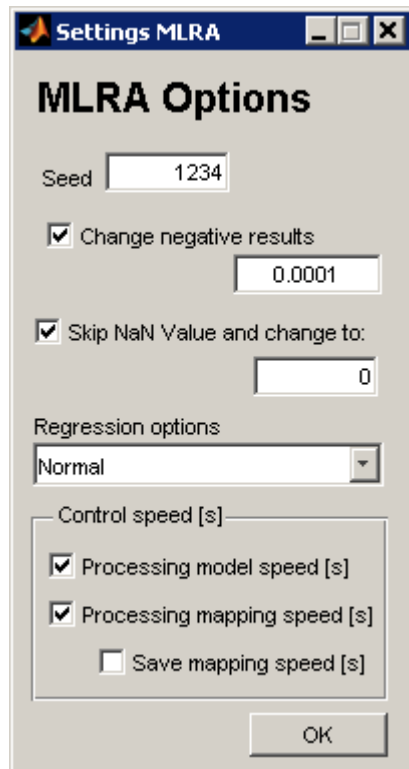 Settings MLRA
MLRA Options
Seed 1234
Change negative results
0.0001
Skip NaN Value and change to:
0
Regression options
Normal
Control speed [s]
Processing model speed [s]
Processing mapping speed [s]
Save mapping speed [s]
OK